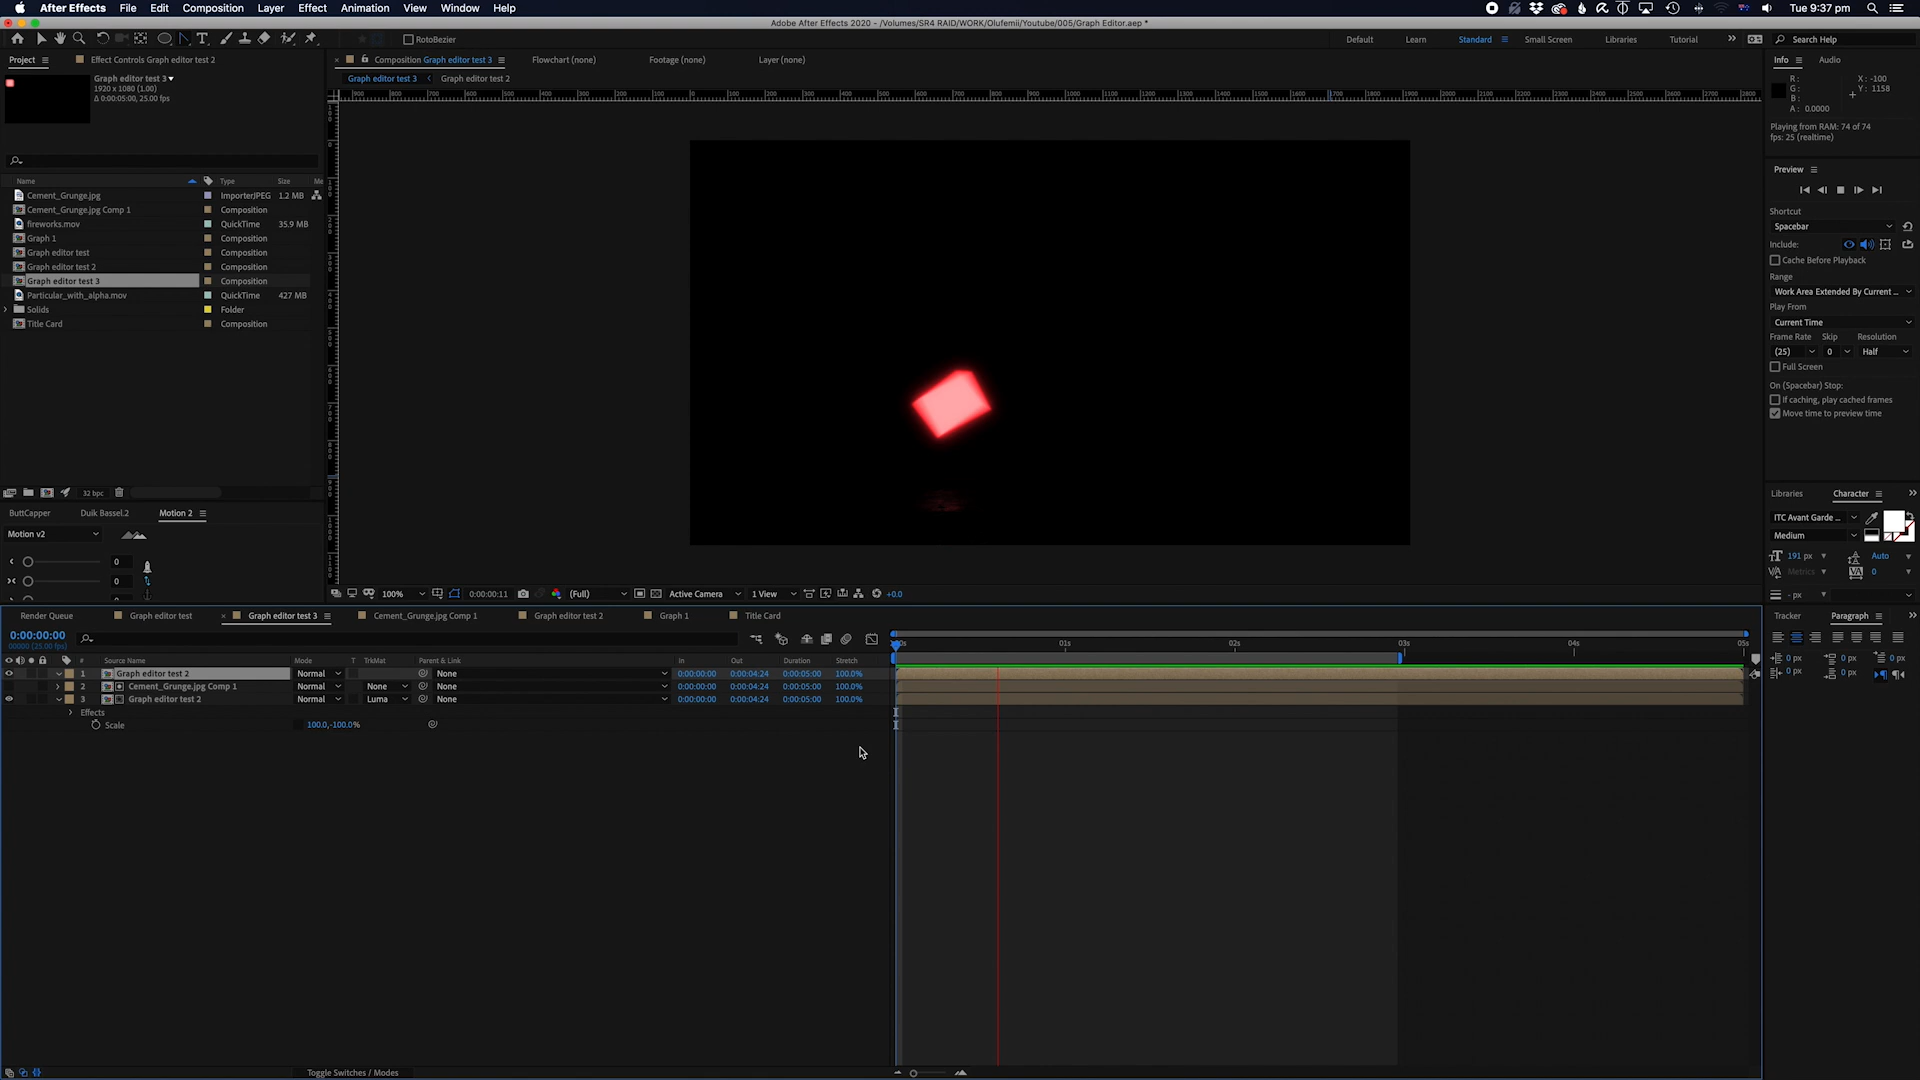 After Effects File Edit Composition Layer Effect Animation View Window Help Tue 9:37 pm
Adobe After Effects 2020 - /Volumes/SR4 RAID/WORK/Olufemii/Youtube/005/Graph Editor.aep *
RotoBezier Default Learn Standard Small Screen Libraries Tutorial Search Help
Project Effect Controls Graph editor test 2 Composition Graph editor test 3 Flowchart (none) Footage (none) Layer (none) Info Audio
Graph editor test 3 Graph editor test 2
Graph editor test 3
1920 x 1080 (1.00)
Δ 0:00:05:00, 25.00 fps
R:
G:
B:
A: 0.0000
X: -100
Y: 1158
Playing from RAM: 74 of 74
fps: 25 (realtime)
Preview
Shortcut
Spacebar
Include:
Cache Before Playback
Range
Work Area Extended By Current ...
Play From
Current Time
Frame Rate Skip Resolution
(25) 0 Half
Full Screen
On (Spacebar) Stop:
If caching, play cached frames
Move time to preview time
Name Type Size Me
Cement_Grunge.jpg ImporterJPEG 1.2 MB
Cement_Grunge.jpg Comp 1 Composition
fireworks.mov QuickTime 35.9 MB
Graph 1 Composition
Graph editor test Composition
Graph editor test 2 Composition
Graph editor test 3 Composition
Particular_with_alpha.mov QuickTime 427 MB
Solids Folder
Title Card Composition
32 bpc
ButtCapper Duik Bassel.2 Motion 2
Motion v2
0
0
100% 0:00:00:11 (Full) Active Camera 1 View +0.0
Libraries Character
ITC Avant Garde ...
Medium
191 px Auto
Metrics 0
- px
Tracker Paragraph
0 px 0 px 0 px
0 px 0 px
Render Queue Graph editor test Graph editor test 3 Cement_Grunge.jpg Comp 1 Graph editor test 2 Graph 1 Title Card
0:00:00:00
00000 (25.00 fps)
01s 02s 03s 04s 05s
# Source Name Mode T TrkMat Parent & Link In Out Duration Stretch
1 Graph editor test 2 Normal None 0:00:00:00 0:00:04:24 0:00:05:00 100.0%
2 Cement_Grunge.jpg Comp 1 Normal None None 0:00:00:00 0:00:04:24 0:00:05:00 100.0%
3 Graph editor test 2 Normal Luma None 0:00:00:00 0:00:04:24 0:00:05:00 100.0%
Effects
Scale 100.0,-100.0%
Toggle Switches / Modes